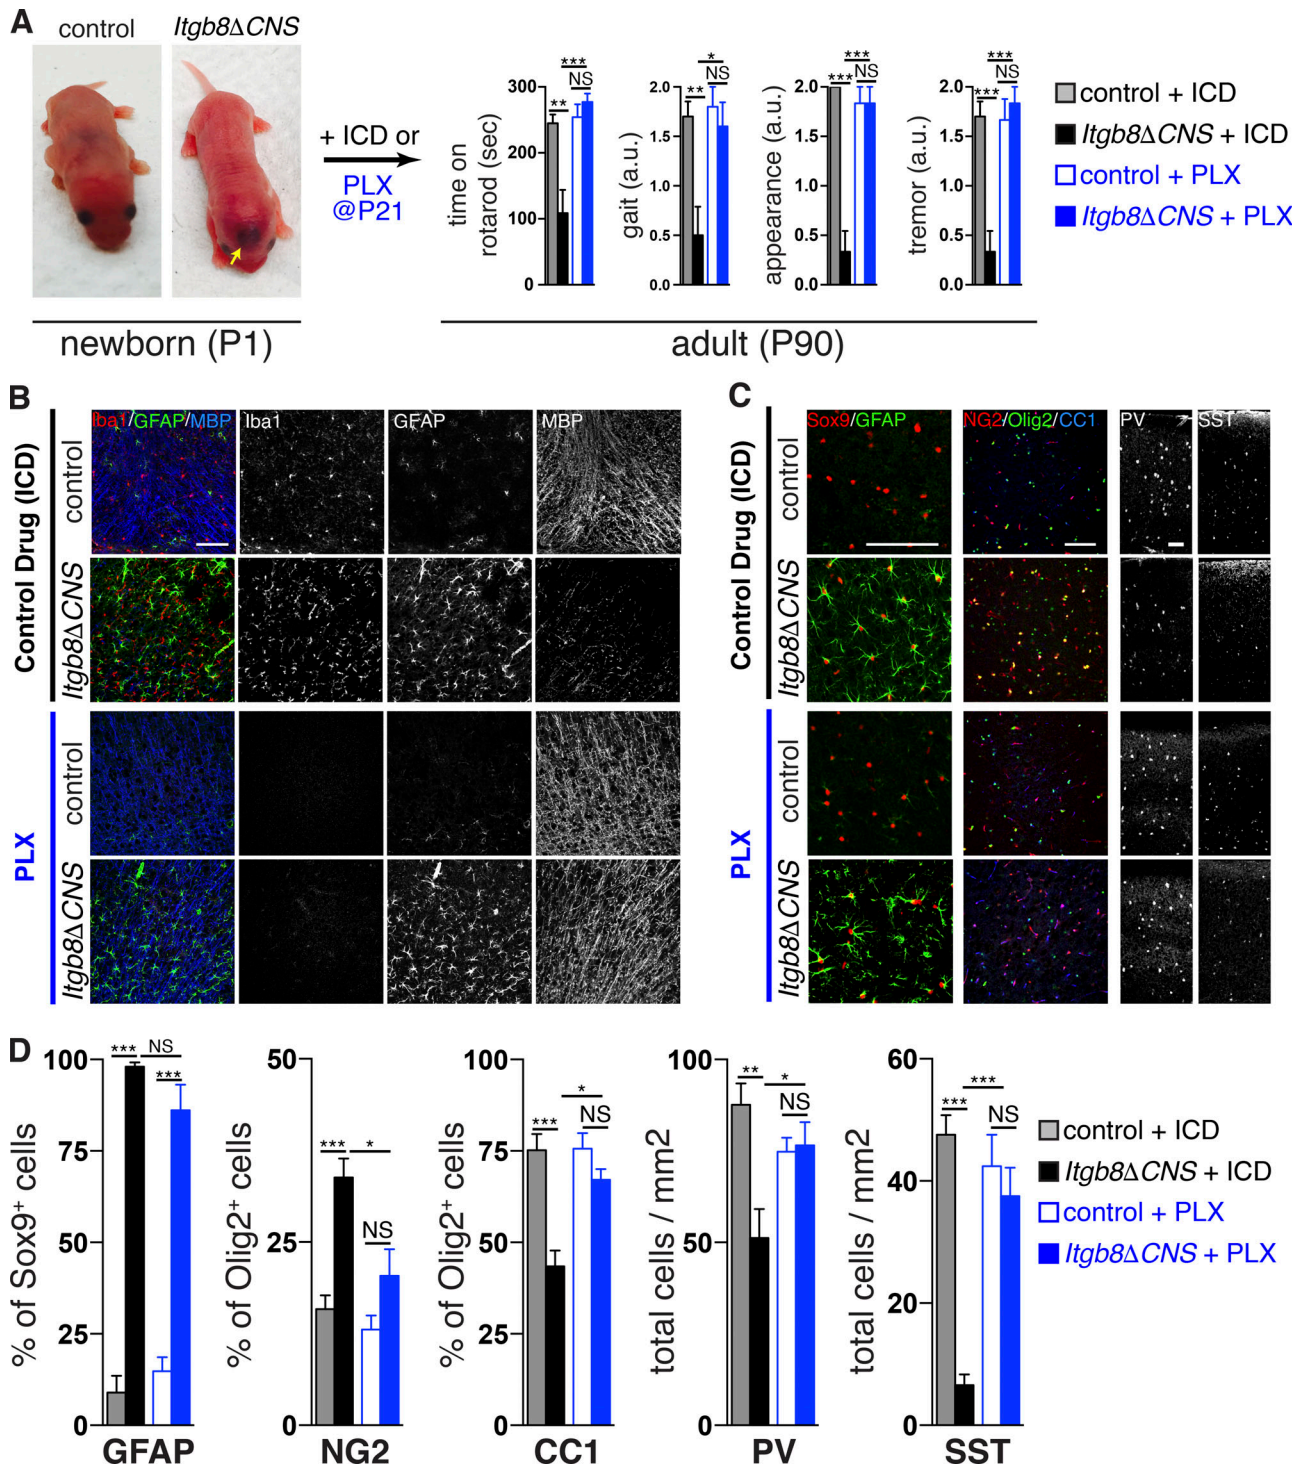 A
control
Itgb8ΔCNS
+ ICD or
PLX
@P21
newborn (P1)
time on
rotarod (sec)
300
200
100
0
**
***
NS
gait (a.u.)
2.0
1.5
1.0
0.5
0.0
**
*
NS
appearance (a.u.)
2.0
1.5
1.0
0.5
0.0
***
***
NS
tremor (a.u.)
2.0
1.5
1.0
0.5
0.0
***
***
NS
adult (P90)
control + ICD
Itgb8ΔCNS + ICD
control + PLX
Itgb8ΔCNS + PLX
B
Control Drug (ICD)
control
Itgb8ΔCNS
PLX
control
Itgb8ΔCNS
Iba1/GFAP/MBP
Iba1
GFAP
MBP
C
Control Drug (ICD)
control
Itgb8ΔCNS
PLX
control
Itgb8ΔCNS
Sox9/GFAP
NG2/Olig2/CC1
PV
SST
D
% of Sox9+ cells
100
75
50
25
0
***
NS
***
GFAP
% of Olig2+ cells
50
25
0
***
*
NS
NG2
% of Olig2+ cells
100
75
50
25
0
***
*
NS
CC1
total cells / mm2
100
50
0
**
*
NS
PV
total cells / mm2
60
40
20
0
***
***
NS
SST
control + ICD
Itgb8ΔCNS + ICD
control + PLX
Itgb8ΔCNS + PLX